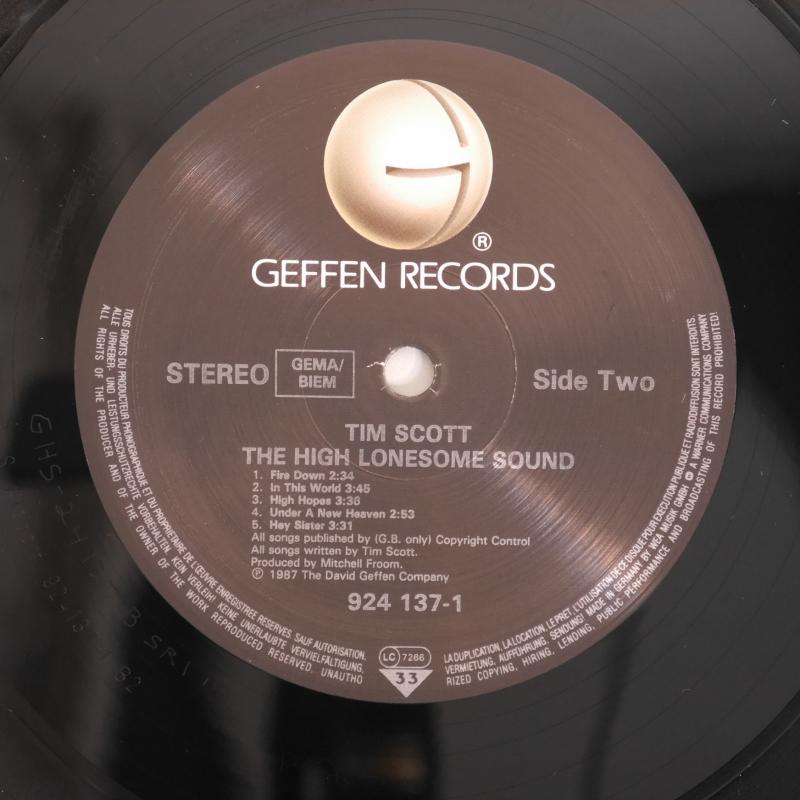 ®
GEFFEN RECORDS
STEREO GEMA/ BIEM Side Two
TIM SCOTT
THE HIGH LONESOME SOUND
1. Fire Down 2:34
2. In This World 3:45
3. High Hopes 3:36
4. Under A New Heaven 2:53
5. Hey Sister 3:31
All songs published by (G.B. only) Copyright Control
All songs written by Tim Scott.
Produced by Mitchell Froom.
℗ 1987 The David Geffen Company
924 137-1
LC 7266
33
TOUS DROITS DU PRODUCTEUR PHONOGRAPHIQUE ET DU PROPRIETAIRE DE L'ŒUVRE ENREGISTREE RESERVES. SAUF AUTORISATION, LA DUPLICATION, LA LOCATION, LE PRET, L'UTILISATION DE CE DISQUE POUR EXECUTION PUBLIQUE ET RADIODIFFUSION SONT INTERDITS.
ALLE URHEBER- UND LEISTUNGSSCHUTZRECHTE VORBEHALTEN. KEIN VERLEIH! KEINE UNERLAUBTE VERVIELFÄLTIGUNG, VERMIETUNG, AUFFÜHRUNG, SENDUNG! MADE IN GERMANY BY WEA MUSIC GMBH A WARNER COMMUNICATIONS COMPANY
ALL RIGHTS OF THE PRODUCER AND OF THE OWNER OF THE WORK REPRODUCED RESERVED. UNAUTHORIZED COPYING, HIRING, LENDING, PUBLIC PERFORMANCE AND BROADCASTING OF THIS RECORD PROHIBITED!
GHS 24
B SR11